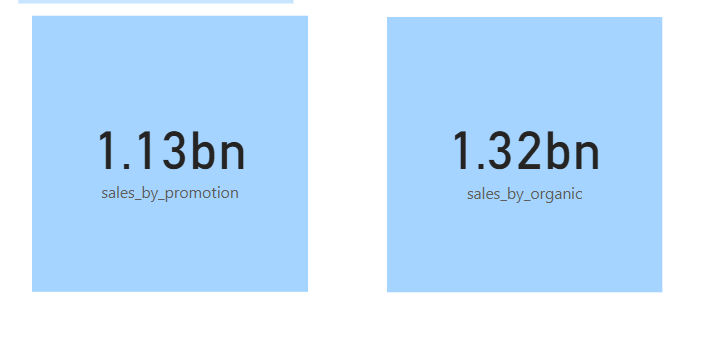 1.13bn
sales_by_promotion
1.32bn
sales_by_organic